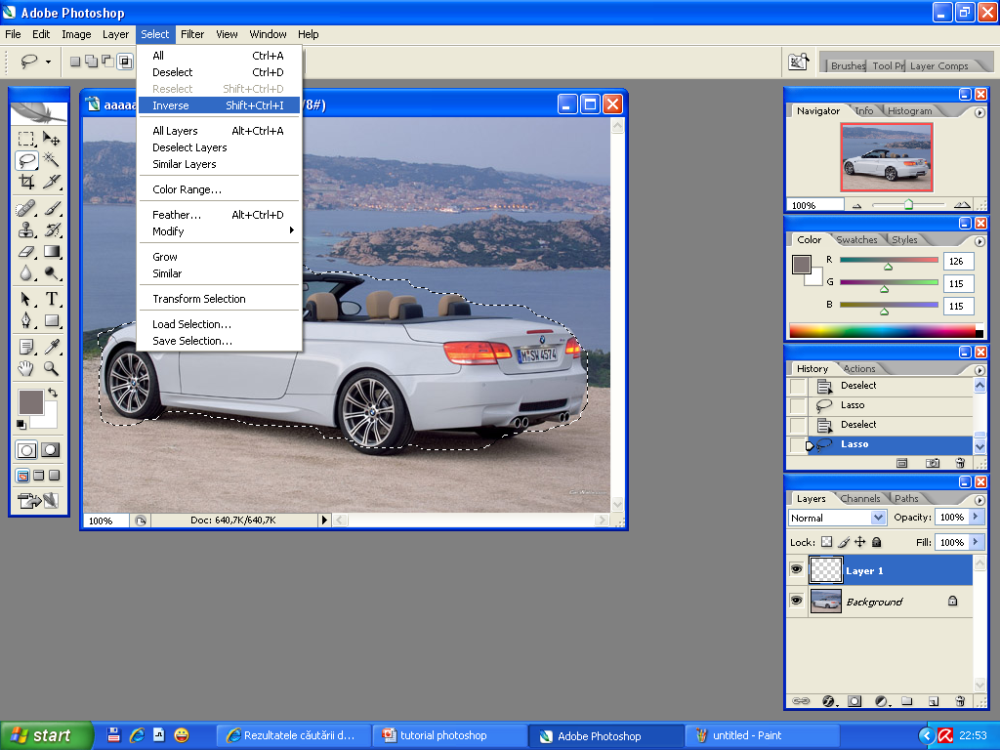 Adobe Photoshop
File Edit Image Layer Select Filter View Window Help
Brushes Tool Pr Layer Comps
All Ctrl+A
Deselect Ctrl+D
Reselect Shift+Ctrl+D
Inverse Shift+Ctrl+I
All Layers Alt+Ctrl+A
Deselect Layers
Similar Layers
Color Range...
Feather... Alt+Ctrl+D
Modify
Grow
Similar
Transform Selection
Load Selection...
Save Selection...
aaaaa /8#)
M SW 4574
100% Doc: 640,7K/640,7K
Navigator Info Histogram
100%
Color Swatches Styles
R 126
G 115
B 115
History Actions
Deselect
Lasso
Deselect
Lasso
Layers Channels Paths
Normal Opacity: 100%
Lock: Fill: 100%
Layer 1
Background
start Rezultatele căutării d... tutorial photoshop Adobe Photoshop untitled - Paint 22:53